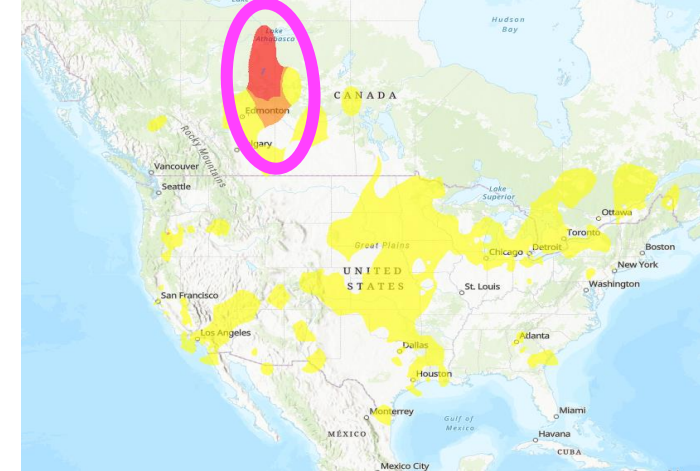 Lake
Hudson
Bay
Lake
Athabasca
CANADA
Edmonton
gary
Rocky Mountains
Vancouver
Seattle
Lake
Superior
Ottawa
Toronto
Great Plains
Chicago
Detroit
Boston
New York
UNITED
STATES
St. Louis
Washington
San Francisco
Los Angeles
Atlanta
Dallas
Houston
Monterrey
Gulf of
Mexico
Miami
MÉXICO
Havana
CUBA
Mexico City